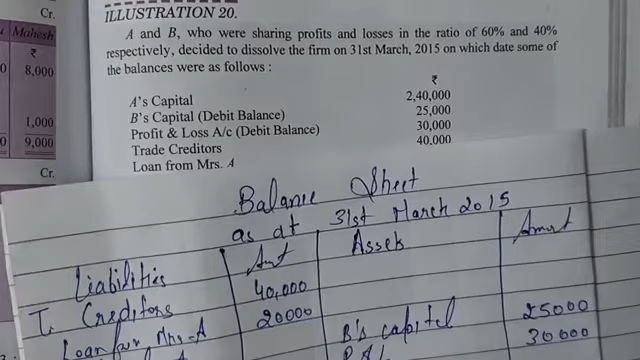 Cr.
Mahesh
₹
0 8,000
1,000
0 9,000
Cr.
ILLUSTRATION 20.
A and B, who were sharing profits and losses in the ratio of 60% and 40%
respectively, decided to dissolve the firm on 31st March, 2015 on which date some of
the balances were as follows :
₹
A's Capital 2,40,000
B's Capital (Debit Balance) 25,000
Profit & Loss A/c (Debit Balance) 30,000
Trade Creditors 40,000
Loan from Mrs. A
Balance Sheet
as at 31st March 2015
Liabilities Amt Assets Amount
T. Creditors 40,000
Loan from Mrs. A 20000 B's capital 25000
30000